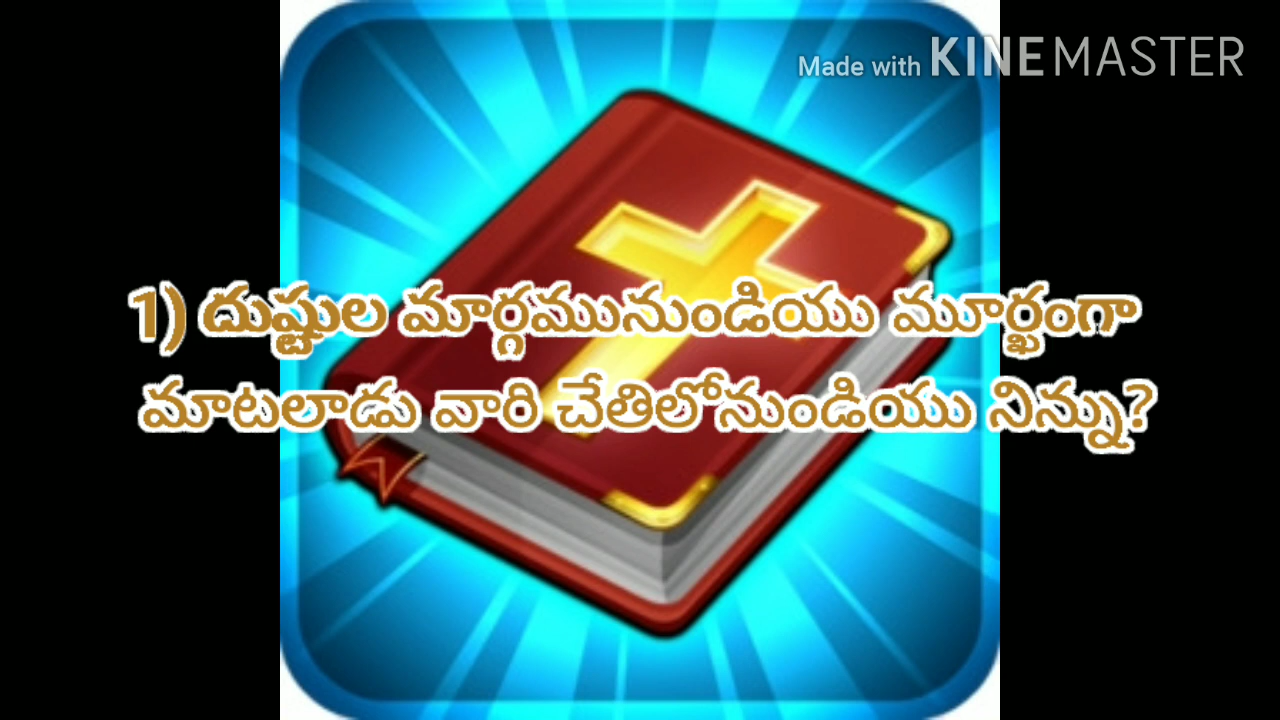 Made with KINEMASTER
1) దుష్టుల మార్గమునుండియు మూర్ఖంగా
మాటలాడు వారి చేతిలోనుండియు నిన్ను?